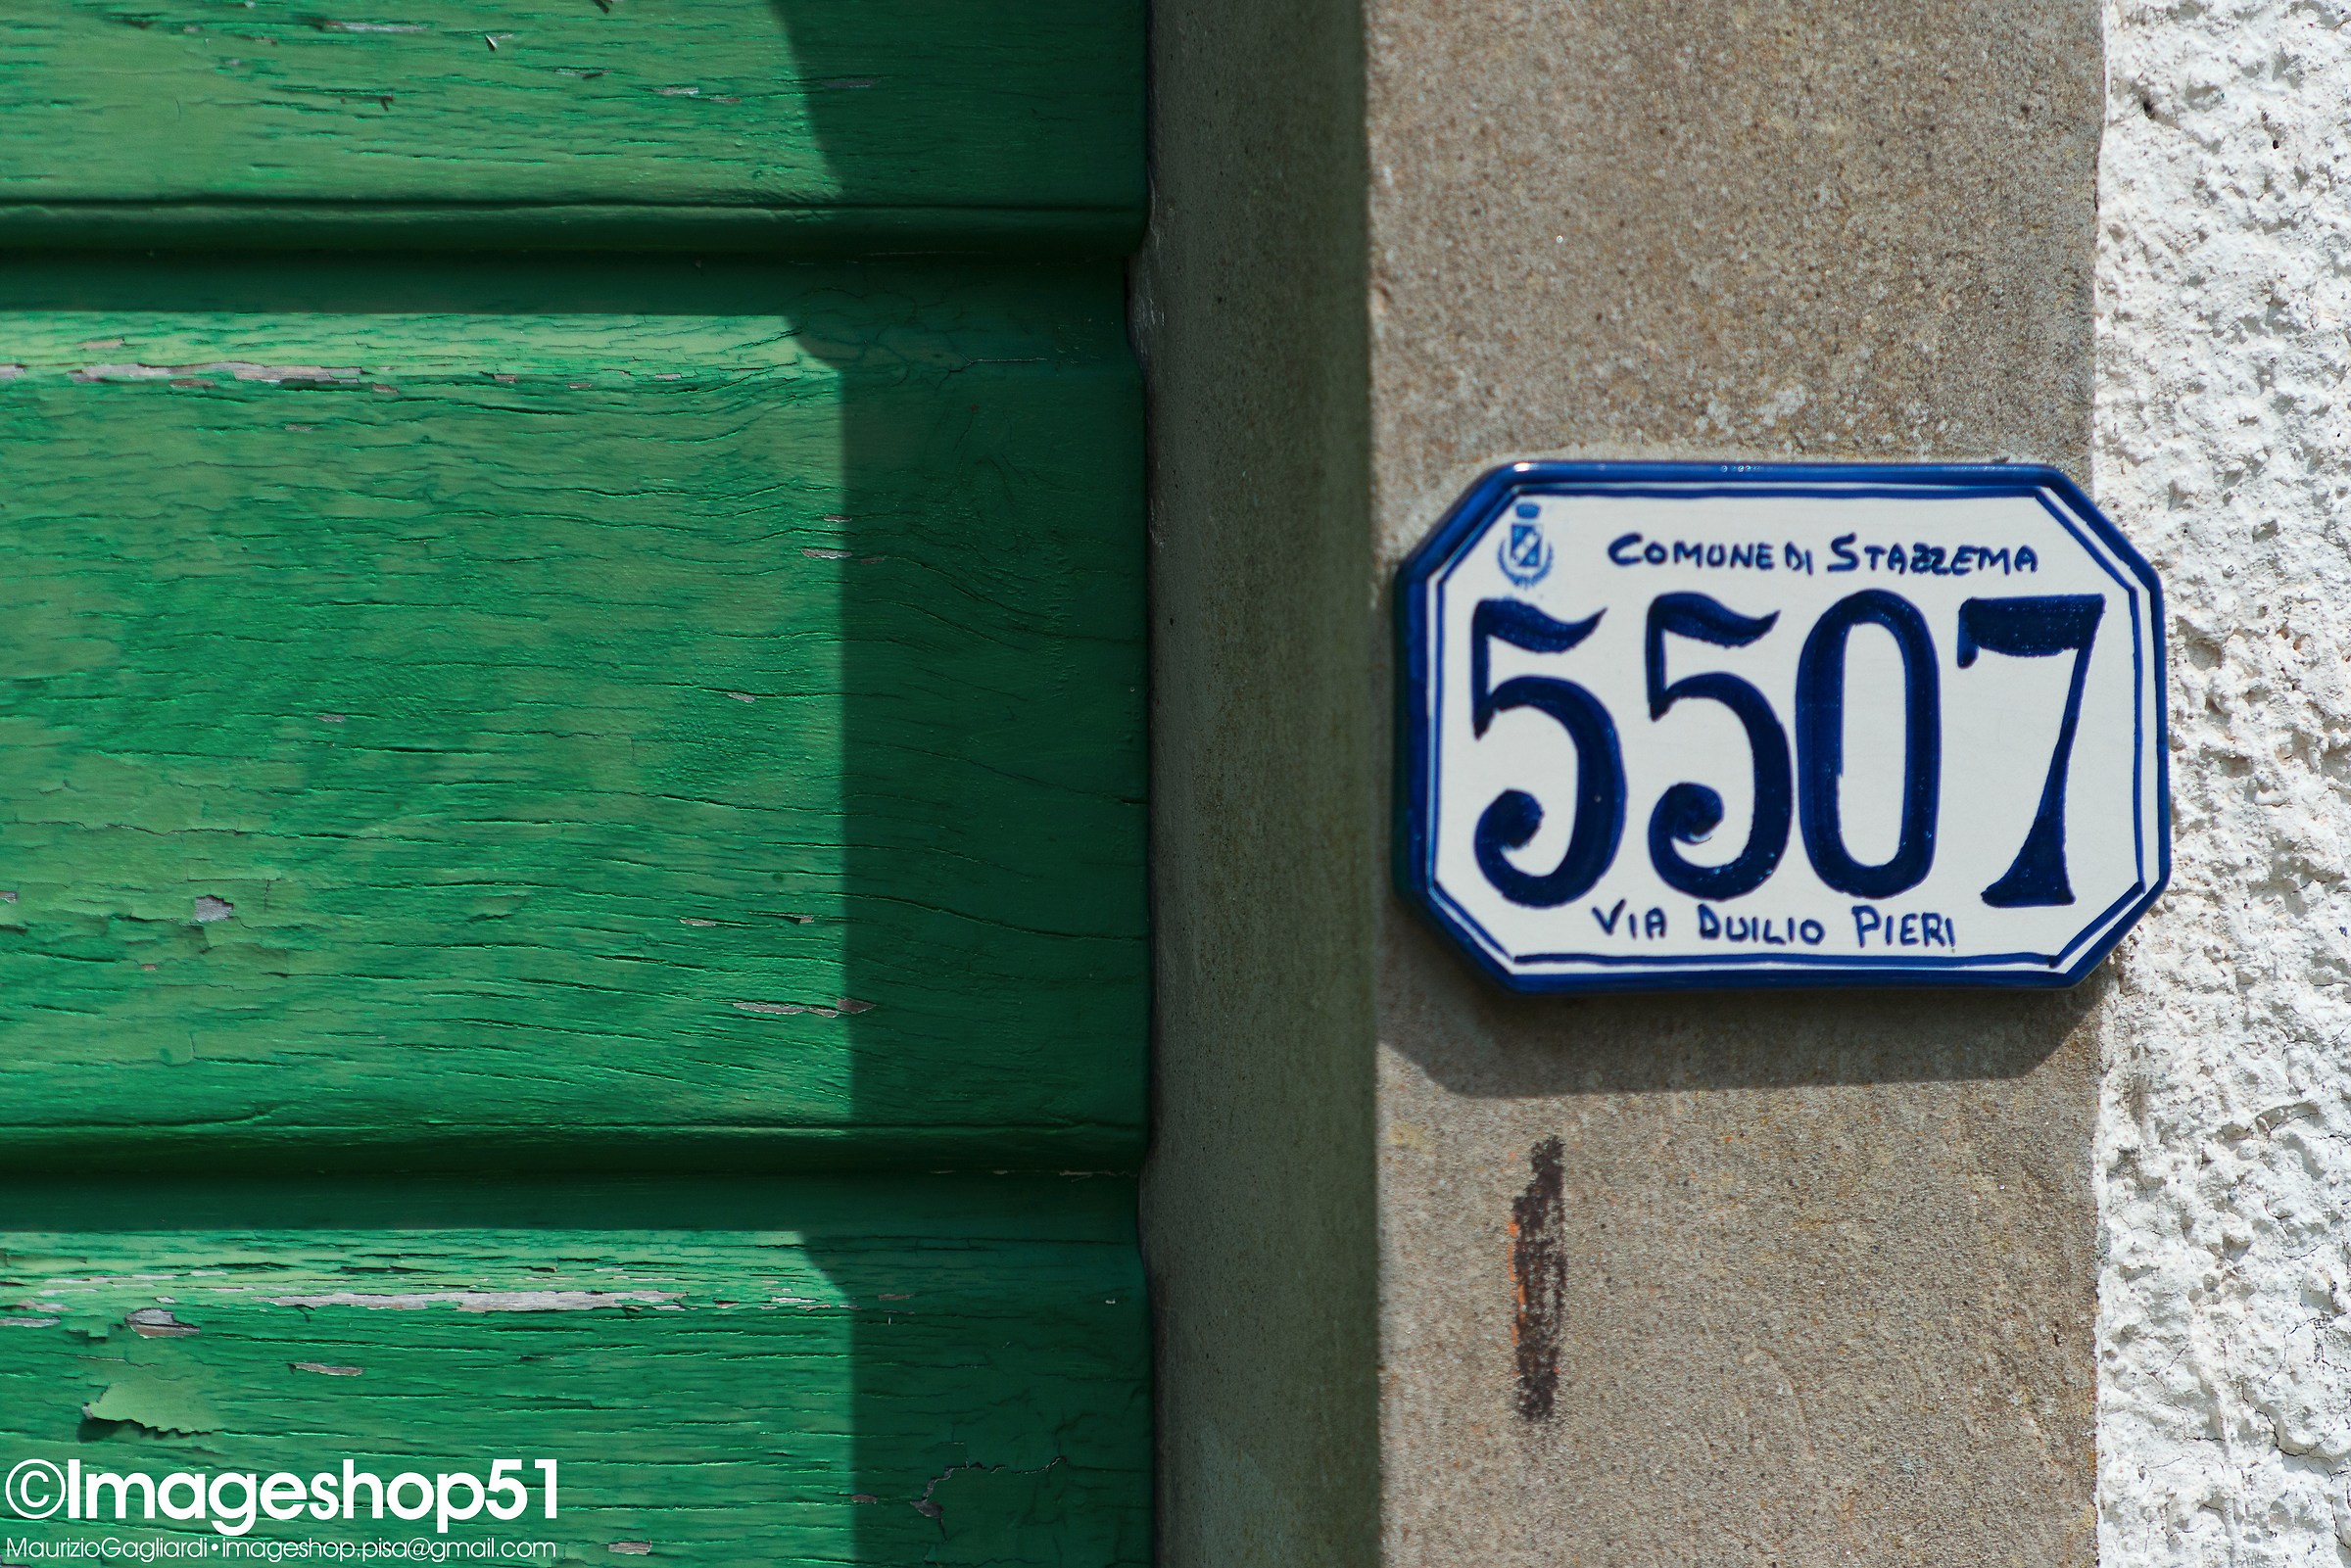 COMUNE DI STAZZEMA
5507
VIA DUILIO PIERI
©Imageshop51
MaurizioGagliardi•imageshop.pisa@gmail.com